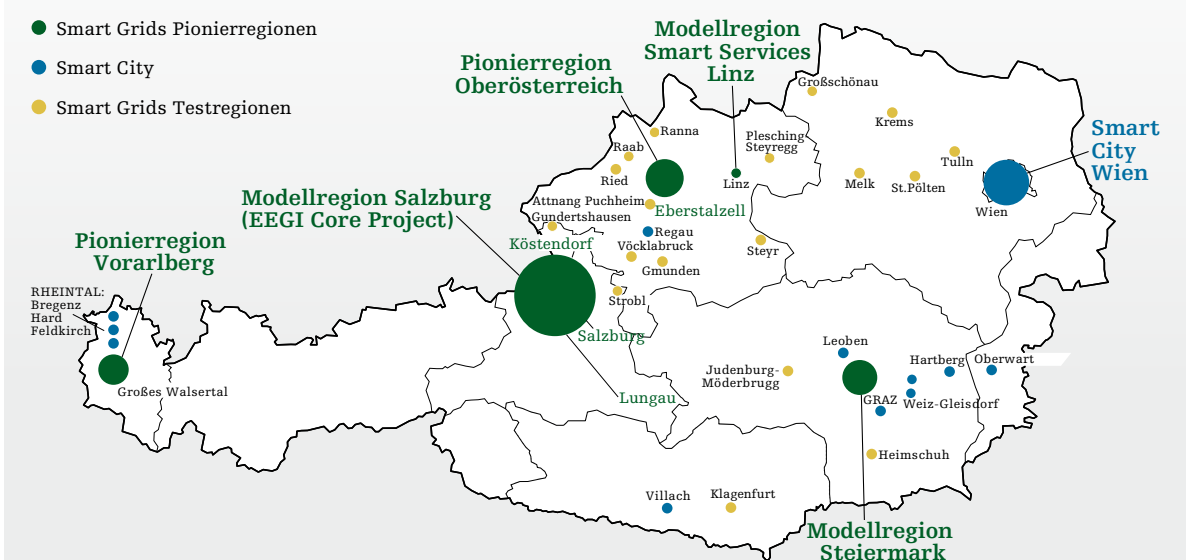 Smart Grids Pionierregionen
Smart City
Smart Grids Testregionen
Modellregion
Smart Services
Linz
Pionierregion
Oberösterreich
Großschönau
Krems
Ranna
Plesching
Steyregg
Raab
Tulln
Smart
City
Wien
Ried
Linz
Melk
St.Pölten
Wien
Modellregion Salzburg
(EEGI Core Project)
Attnang Puchheim
Eberstalzell
Gundertshausen
Regau
Köstendorf
Vöcklabruck
Steyr
Gmunden
Pionierregion
Vorarlberg
RHEINTAL:
Bregenz
Hard
Feldkirch
Strobl
Salzburg
Leoben
Hartberg
Oberwart
Judenburg-
Möderbrugg
Großes Walsertal
Lungau
GRAZ
Weiz-Gleisdorf
Heimschuh
Villach
Klagenfurt
Modellregion
Steiermark